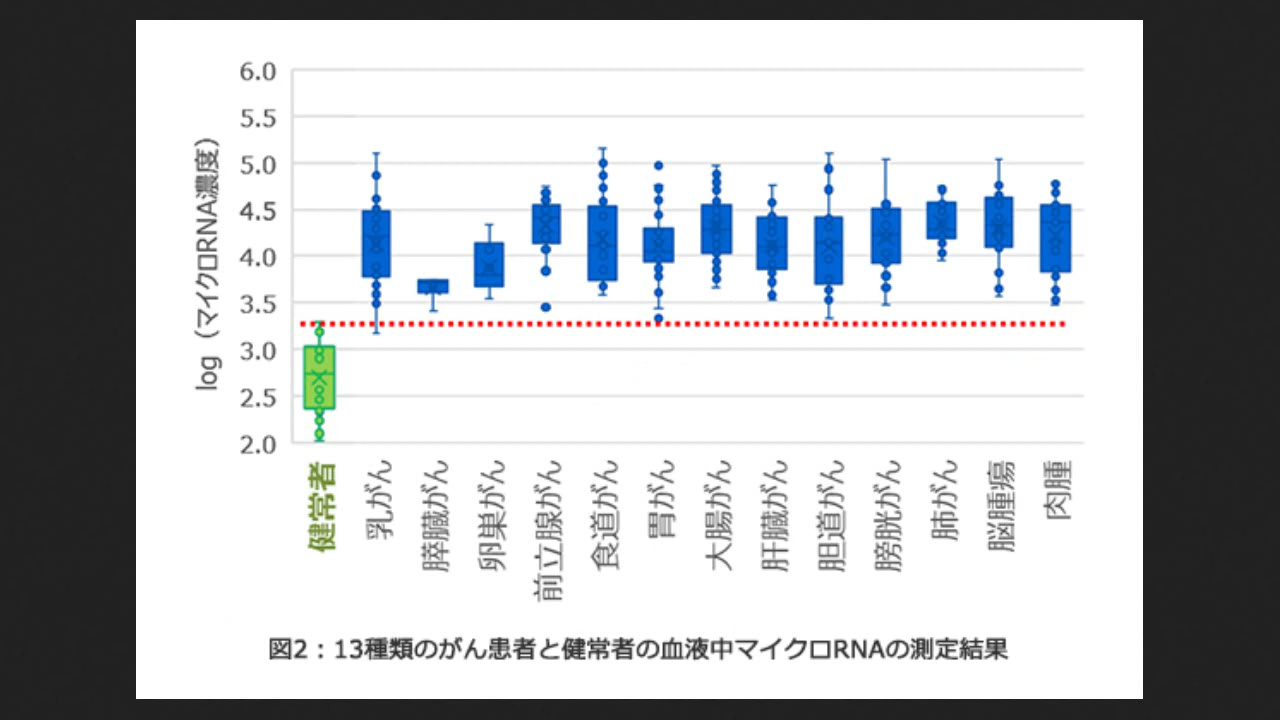 6.0
5.5
5.0
4.5
4.0
3.5
3.0
2.5
2.0
log（マイクロRNA濃度）
健常者
乳がん
膵臓がん
卵巣がん
前立腺がん
食道がん
胃がん
大腸がん
肝臓がん
胆道がん
膀胱がん
肺がん
脳腫瘍
肉腫
図2：13種類のがん患者と健常者の血液中マイクロRNAの測定結果